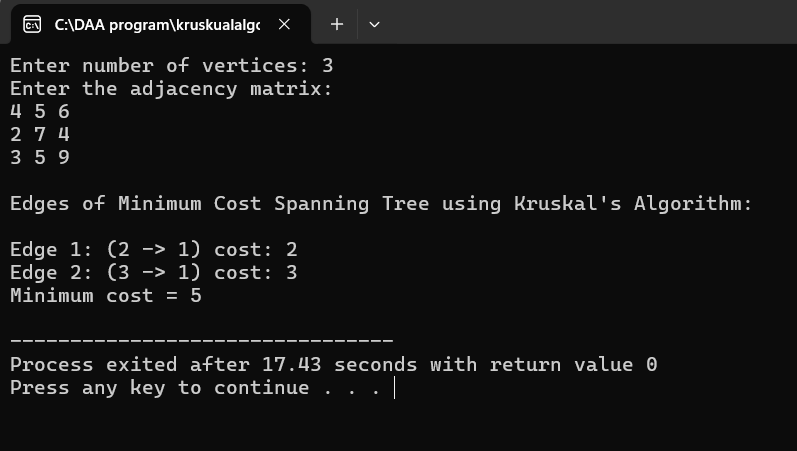 C:\DAA program\kruskualalgo
Enter number of vertices: 3
Enter the adjacency matrix:
4 5 6
2 7 4
3 5 9
Edges of Minimum Cost Spanning Tree using Kruskal's Algorithm:
Edge 1: (2 -> 1) cost: 2
Edge 2: (3 -> 1) cost: 3
Minimum cost = 5
--------------------------------
Process exited after 17.43 seconds with return value 0
Press any key to continue . . .